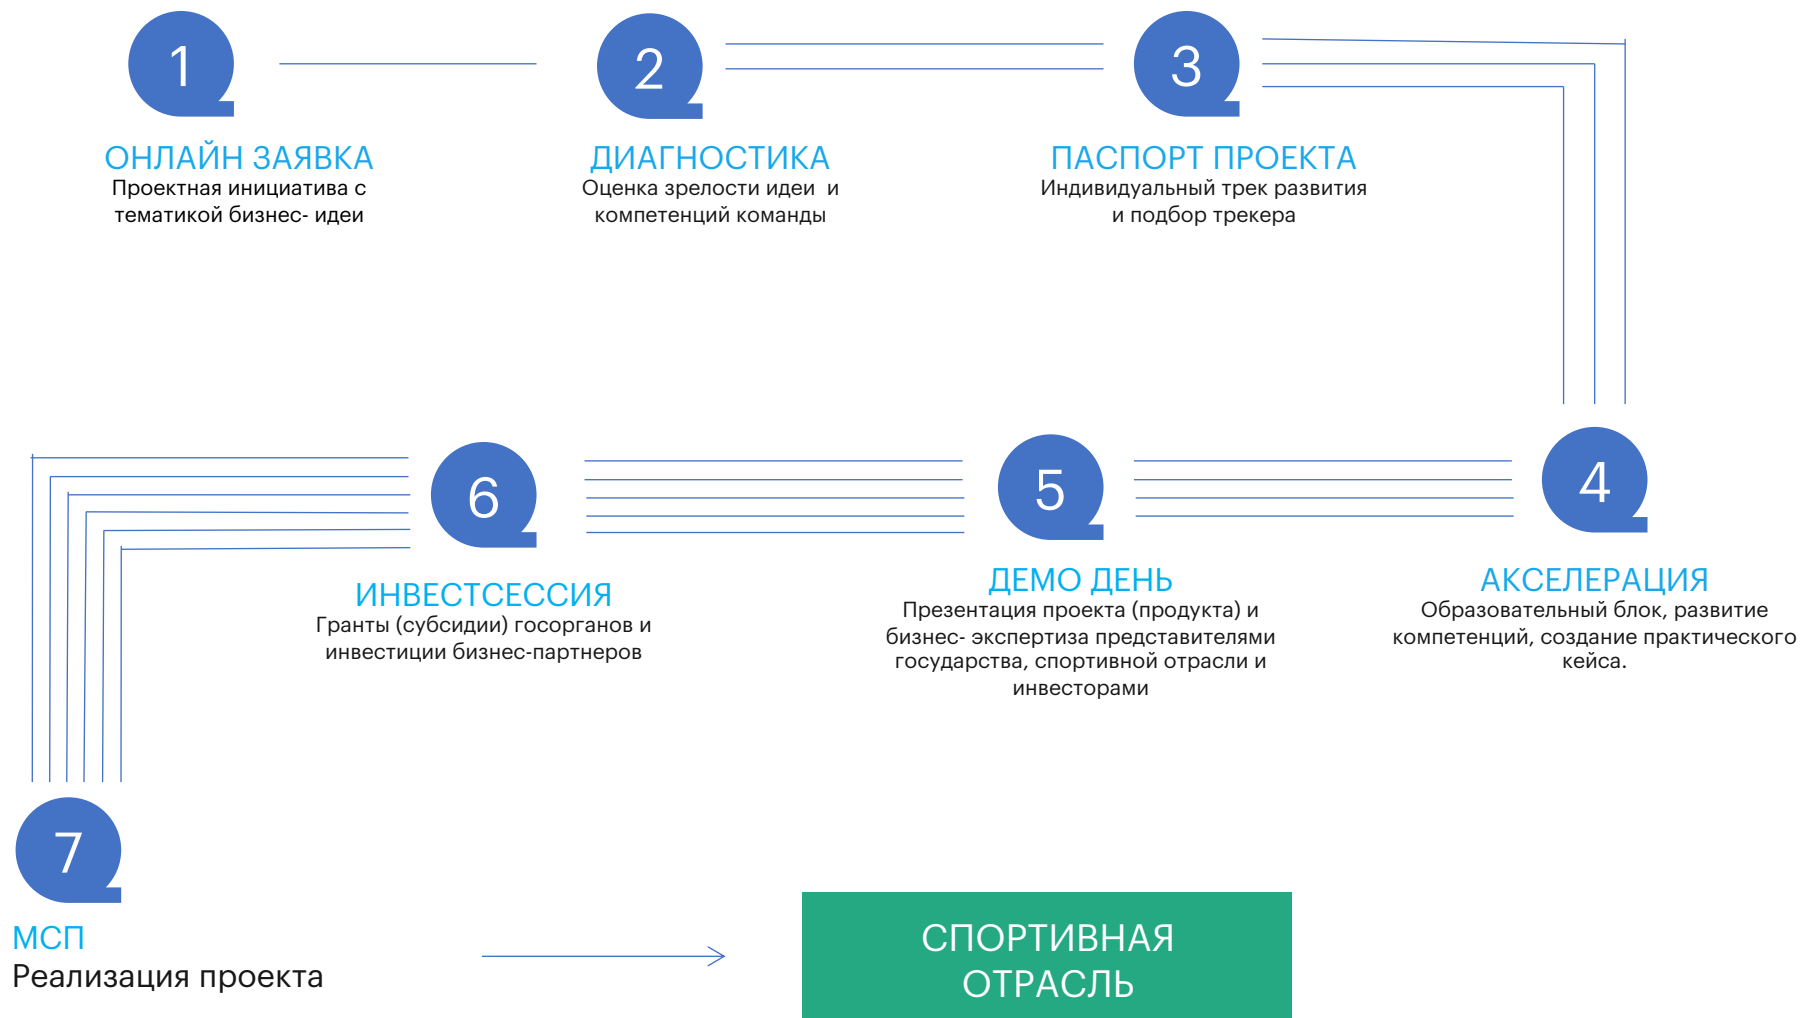 1
ОНЛАЙН ЗАЯВКА
Проектная инициатива с
тематикой бизнес- идеи
2
ДИАГНОСТИКА
Оценка зрелости идеи и
компетенций команды
3
ПАСПОРТ ПРОЕКТА
Индивидуальный трек развития
и подбор трекера
4
АКСЕЛЕРАЦИЯ
Образовательный блок, развитие
компетенций, создание практического
кейса.
5
ДЕМО ДЕНЬ
Презентация проекта (продукта) и
бизнес- экспертиза представителями
государства, спортивной отрасли и
инвесторами
6
ИНВЕСТСЕССИЯ
Гранты (субсидии) госорганов и
инвестиции бизнес-партнеров
7
МСП
Реализация проекта
СПОРТИВНАЯ
ОТРАСЛЬ